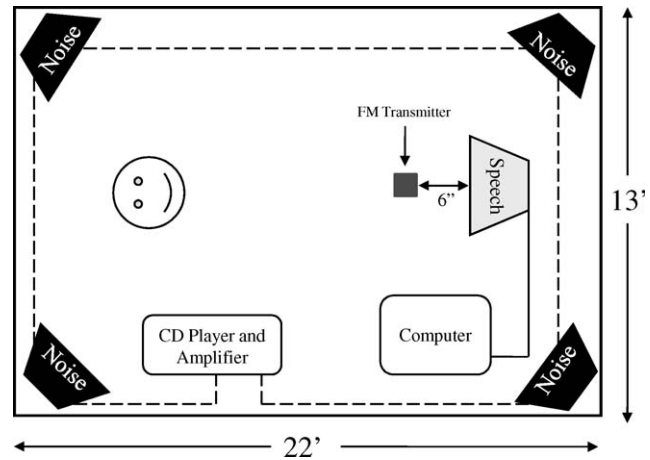 Noise
Noise
FM Transmitter
Speech
6”
13’
CD Player and
Amplifier
Computer
Noise
Noise
22’